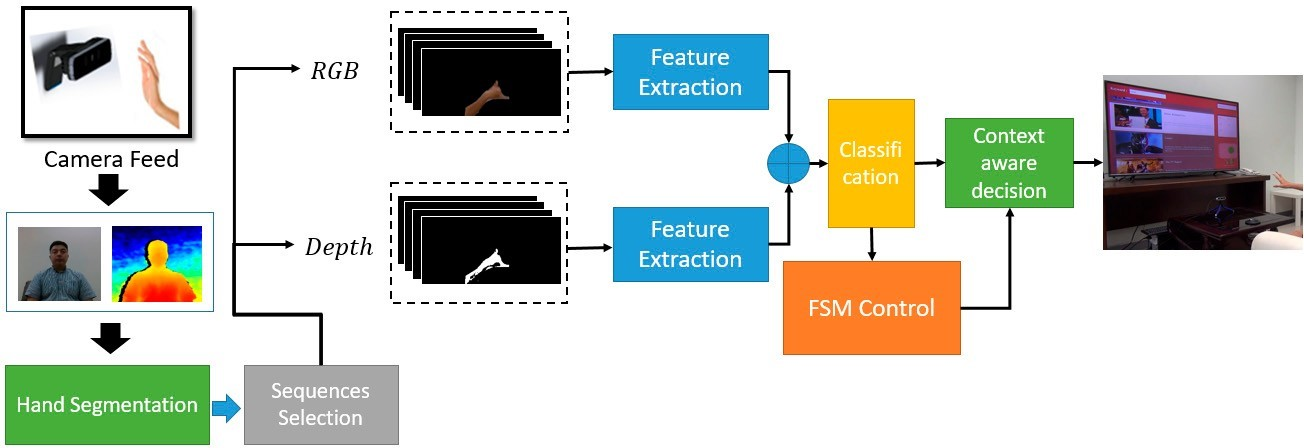 Camera Feed
Hand Segmentation
Sequences
Selection
RGB
Depth
Feature
Extraction
Feature
Extraction
Classifi
cation
FSM Control
Context
aware
decision